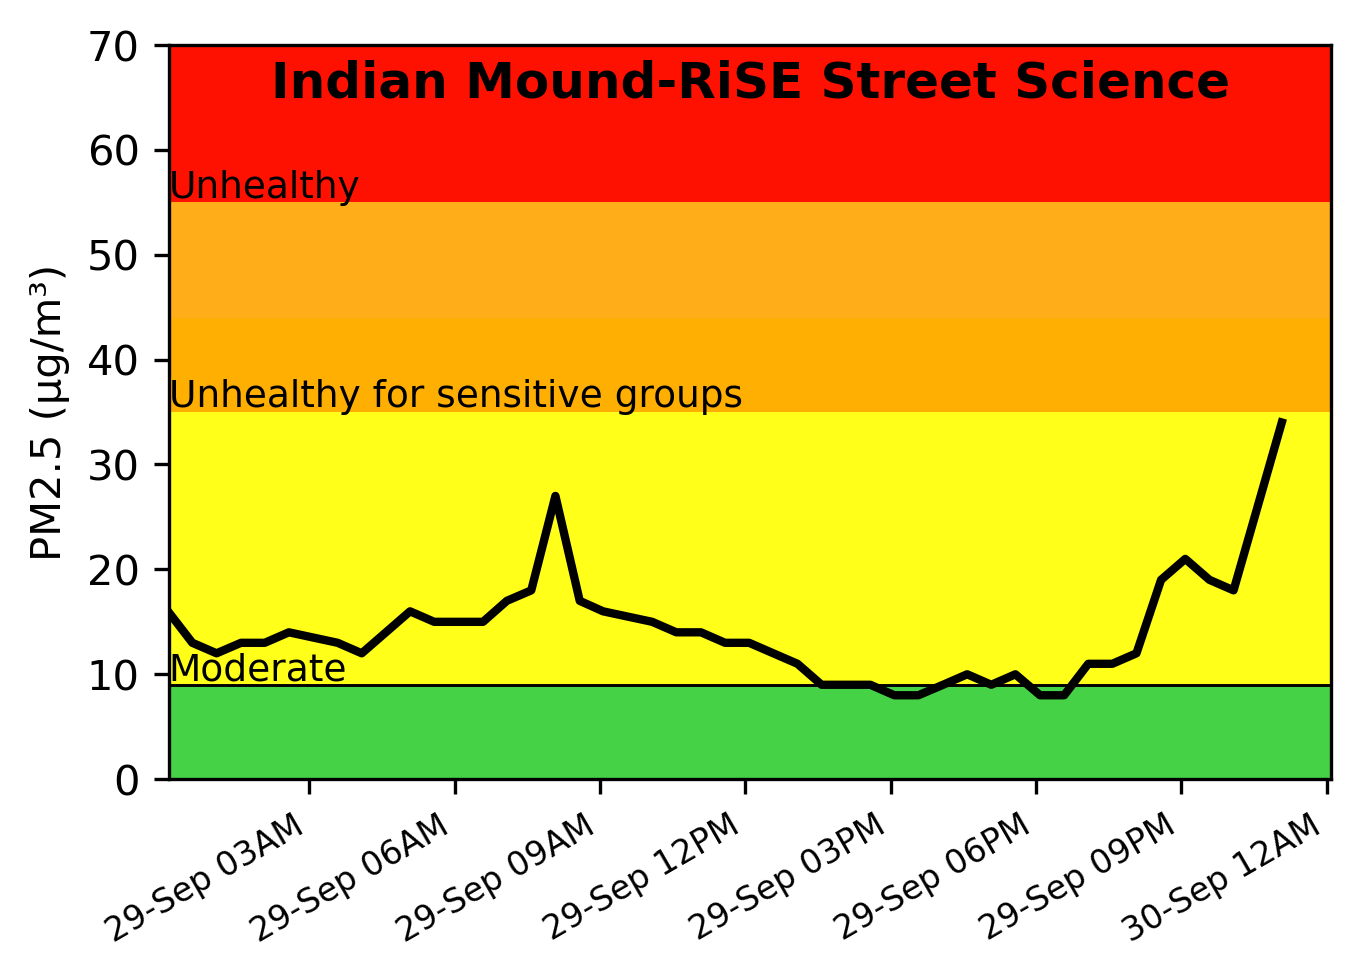 Indian Mound-RiSE Street Science
PM2.5 (µg/m³)
70
60
Unhealthy
50
40
Unhealthy for sensitive groups
30
20
10
Moderate
0
29-Sep 03AM
29-Sep 06AM
29-Sep 09AM
29-Sep 12PM
29-Sep 03PM
29-Sep 06PM
29-Sep 09PM
30-Sep 12AM